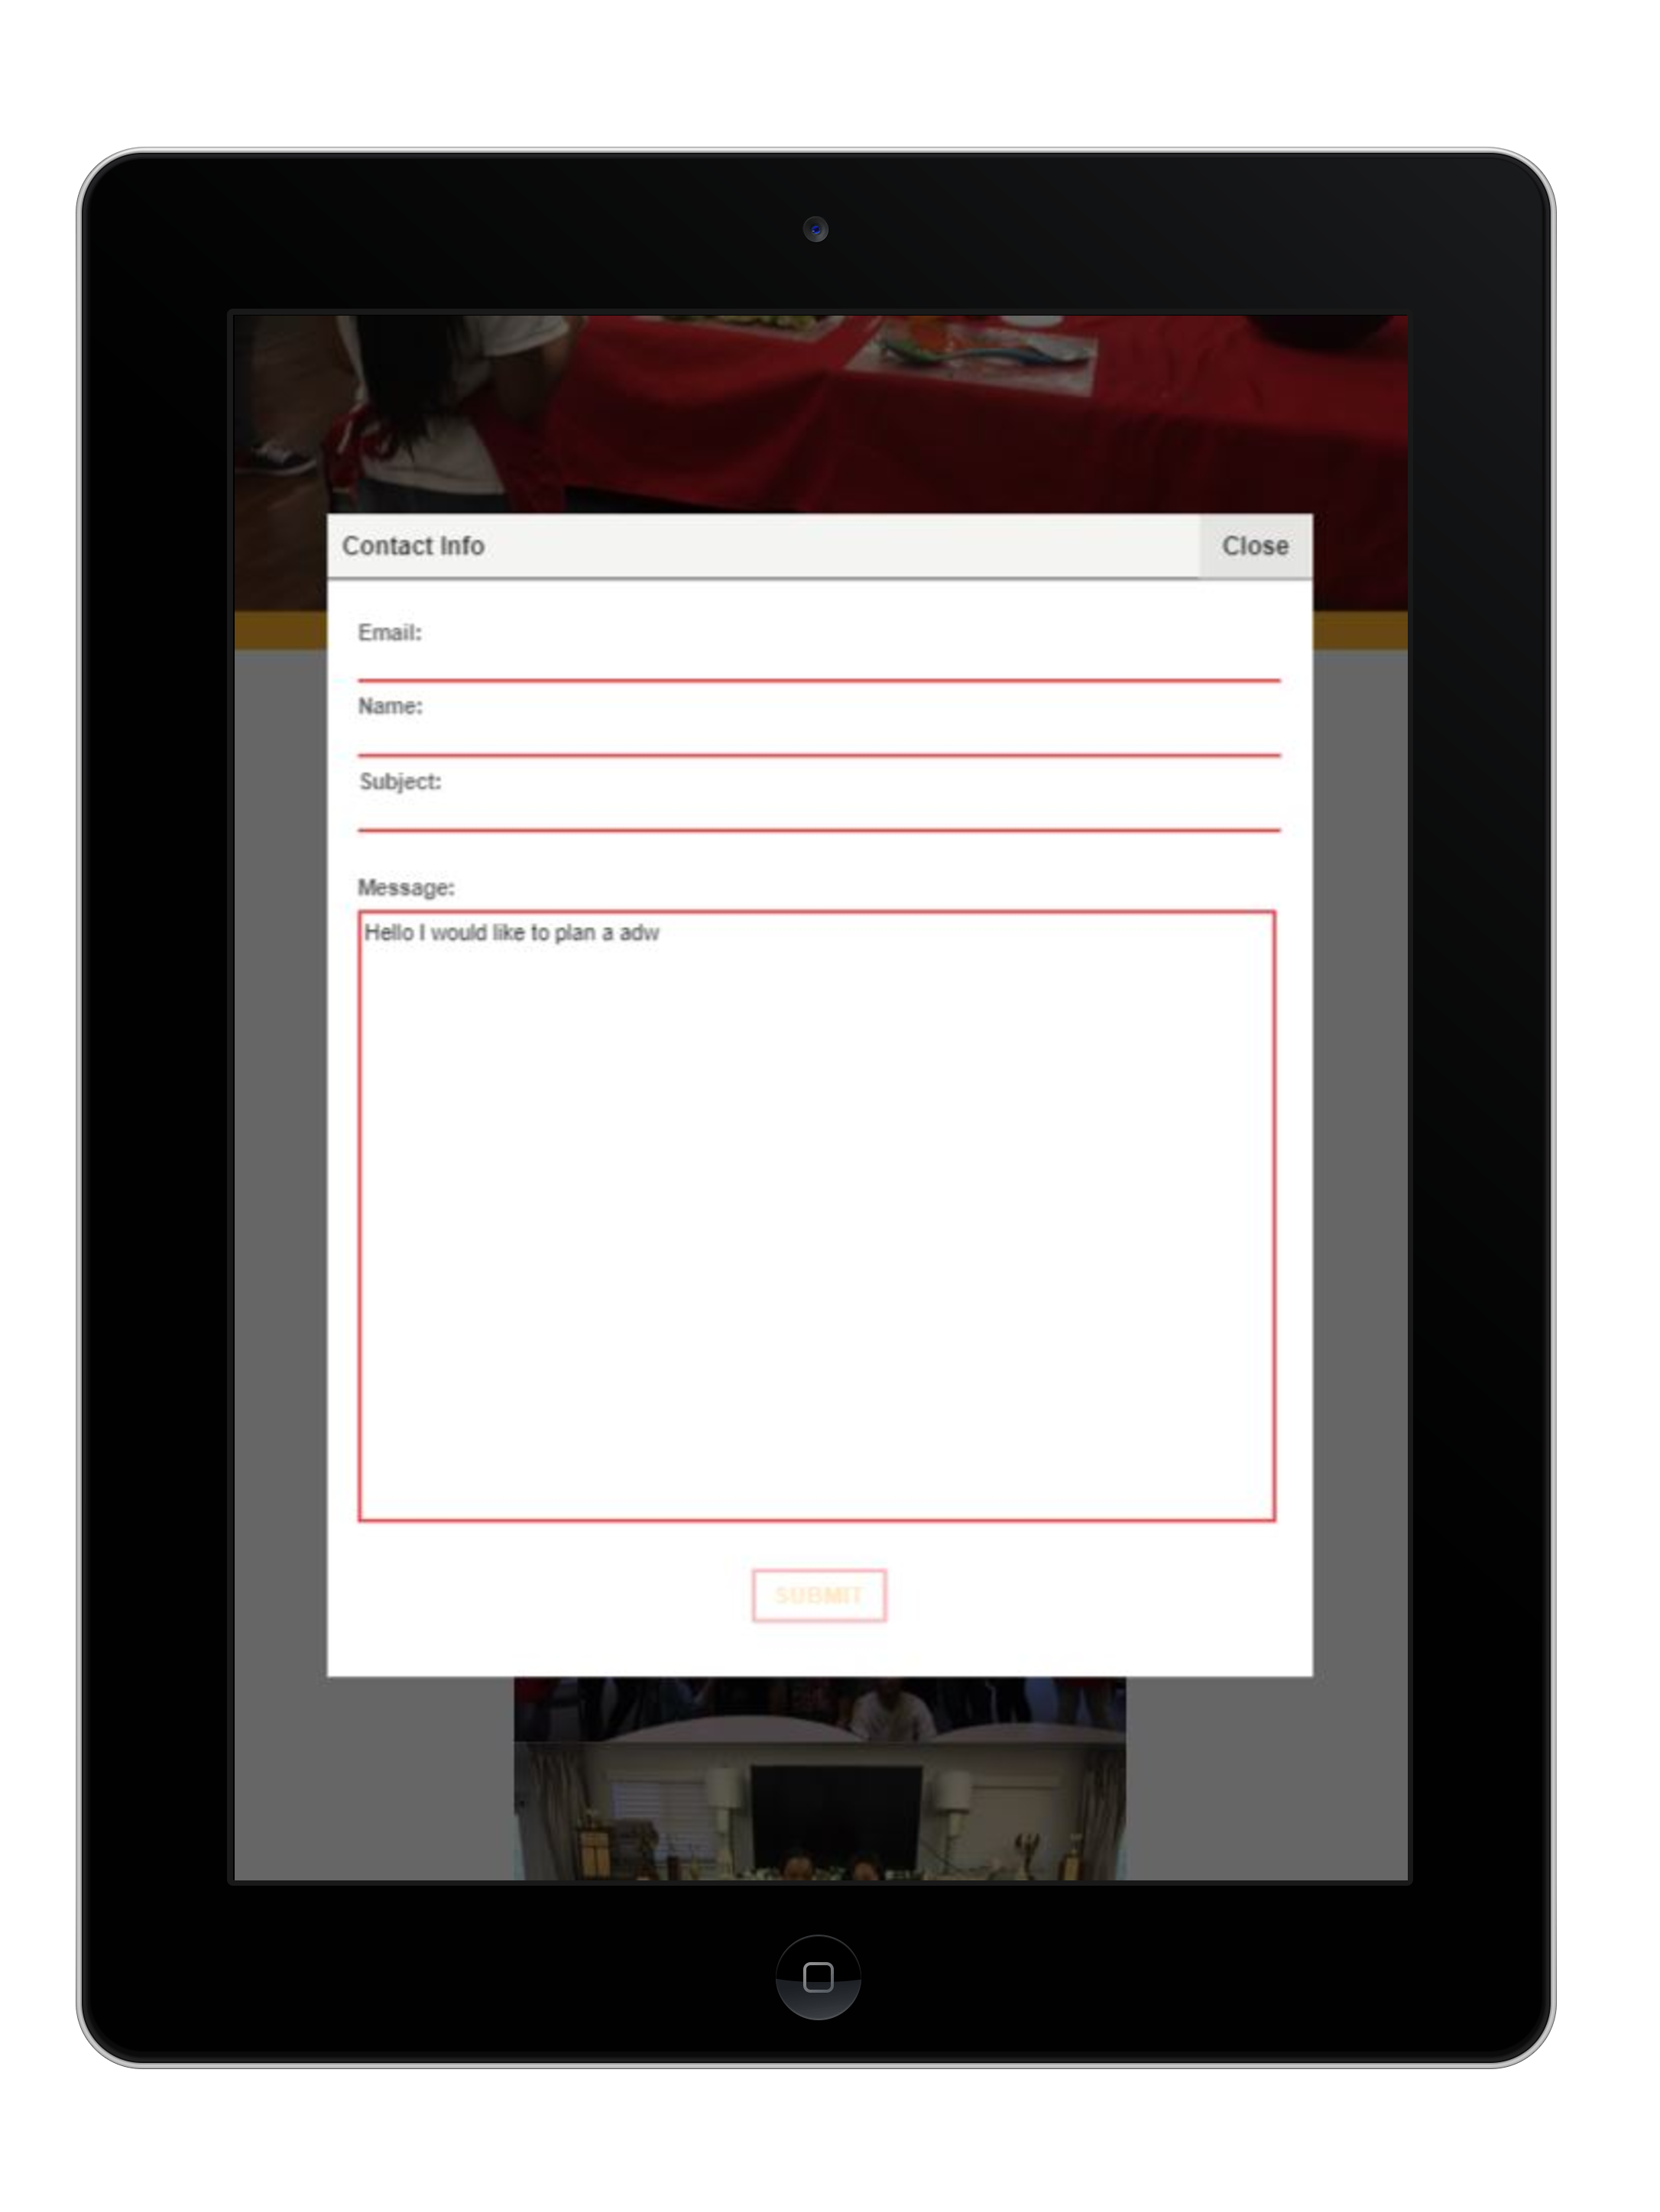 Contact Info
Close
Email:
Name:
Subject:
Message:
Hello I would like to plan a adw
SUBMIT